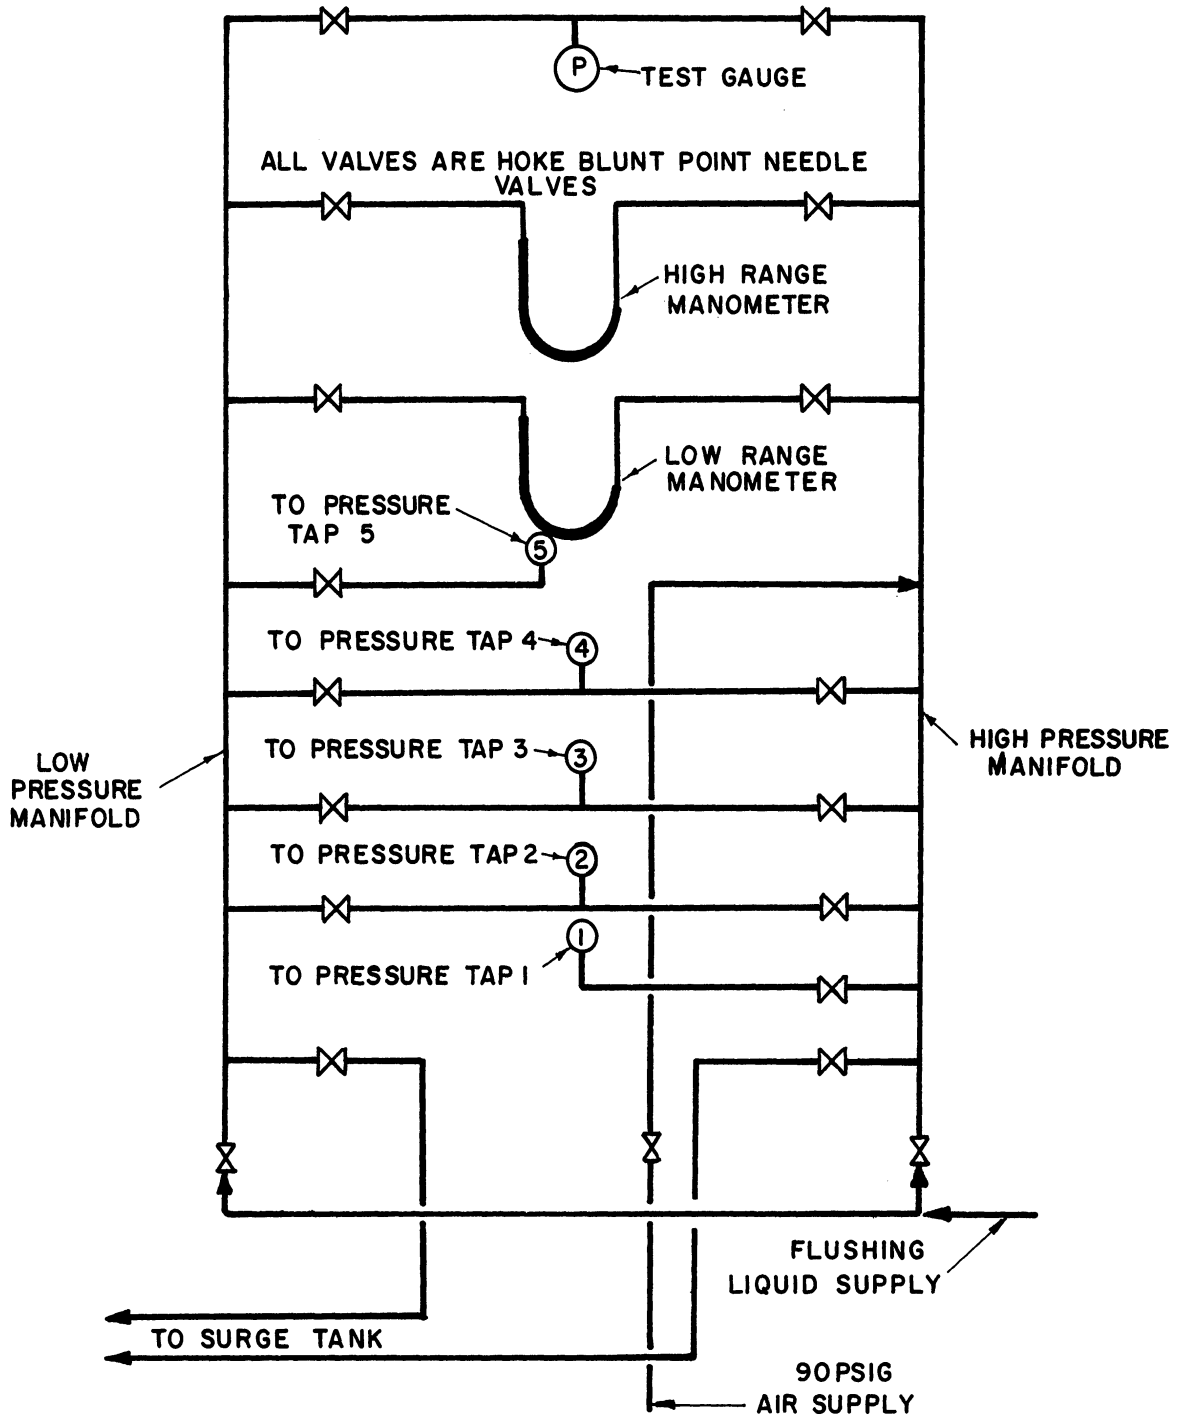 P
TEST GAUGE
ALL VALVES ARE HOKE BLUNT POINT NEEDLE
VALVES
HIGH RANGE
MANOMETER
LOW RANGE
MANOMETER
TO PRESSURE
TAP 5
5
TO PRESSURE TAP 4
4
LOW
PRESSURE
MANIFOLD
TO PRESSURE TAP 3
3
HIGH PRESSURE
MANIFOLD
TO PRESSURE TAP 2
2
1
TO PRESSURE TAP 1
FLUSHING
LIQUID SUPPLY
TO SURGE TANK
90 PSIG
AIR SUPPLY